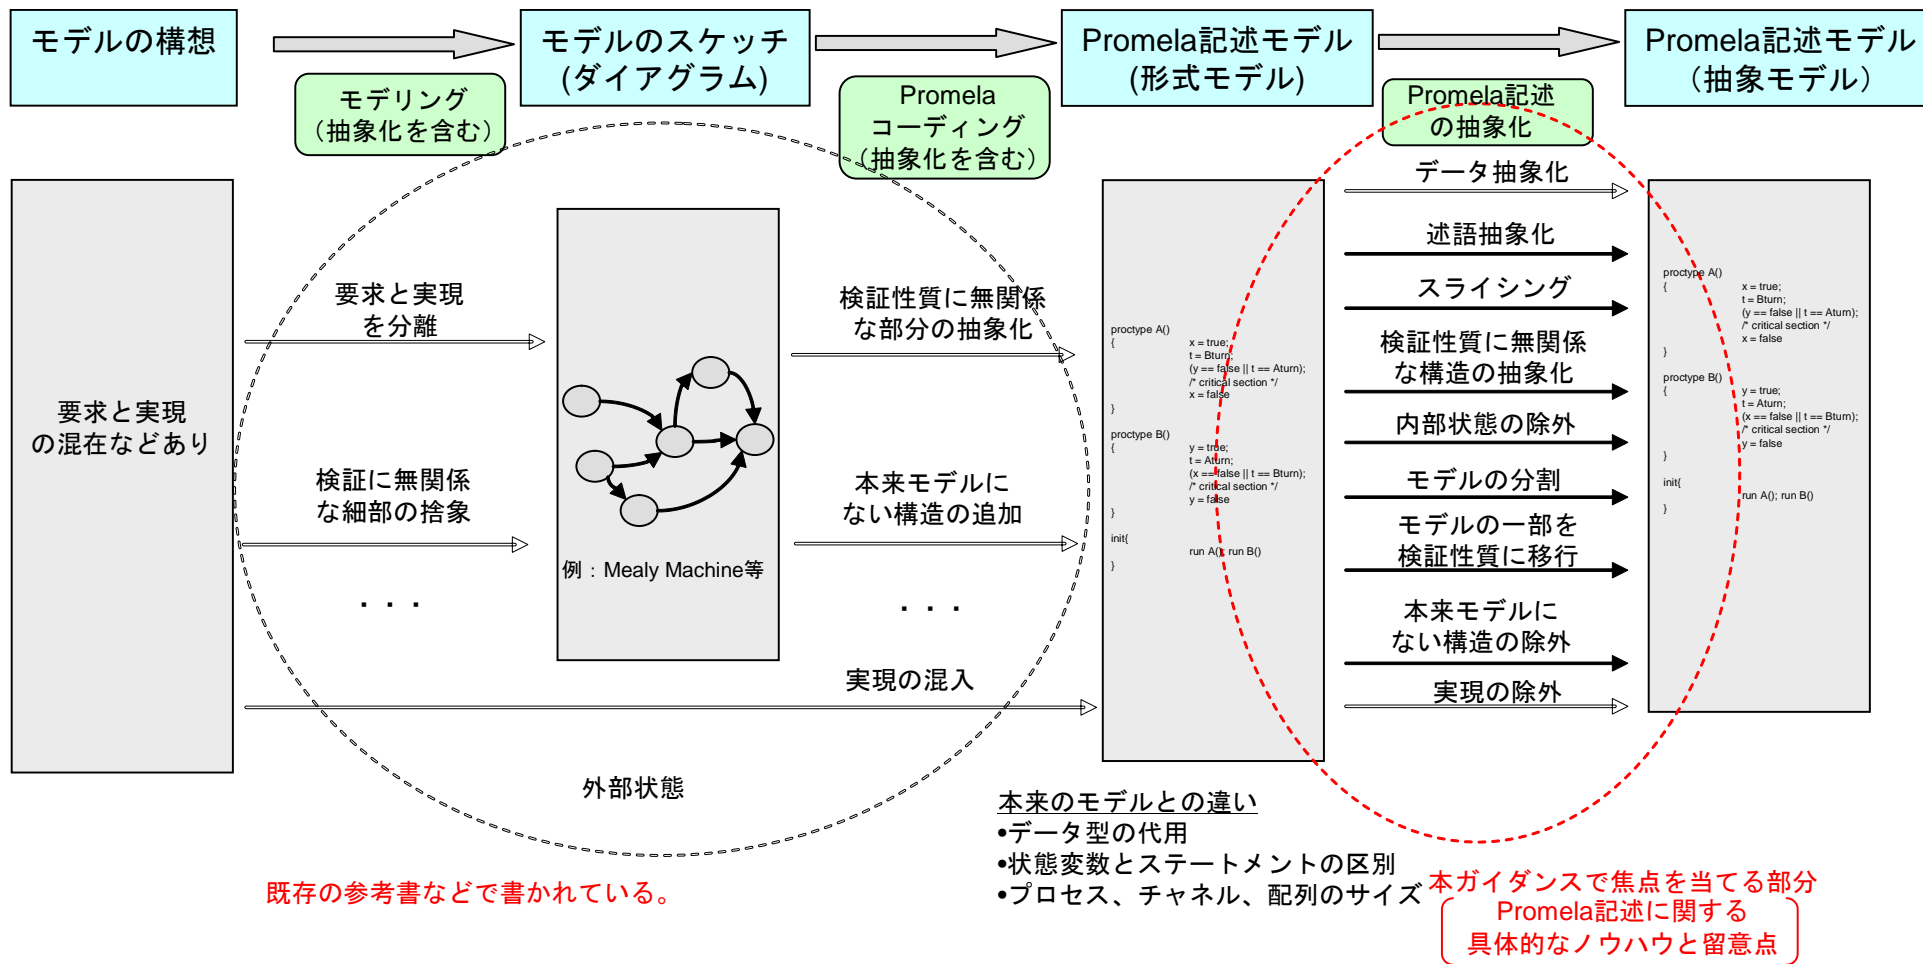 モデルの構想
モデルのスケッチ
(ダイアグラム)
Promela記述モデル
(形式モデル)
Promela記述モデル
（抽象モデル）
モデリング
（抽象化を含む）
Promela
コーディング
（抽象化を含む）
Promela記述
の抽象化
要求と実現
の混在などあり
要求と実現
を分離
検証に無関係
な細部の捨象
・・・
例：Mealy Machine等
検証性質に無関係
な部分の抽象化
本来モデルに
ない構造の追加
・・・
実現の混入
外部状態
proctype A()
{ x = true;
t = Bturn;
(y == false || t == Aturn);
/* critical section */
x = false
}
proctype B()
{ y = true;
t = Aturn;
(x == false || t == Bturn);
/* critical section */
y = false
}
init{
run A(); run B()
}
データ抽象化
述語抽象化
スライシング
検証性質に無関係
な構造の抽象化
内部状態の除外
モデルの分割
モデルの一部を
検証性質に移行
本来モデルに
ない構造の除外
実現の除外
proctype A()
{ x = true;
t = Bturn;
(y == false || t == Aturn);
/* critical section */
x = false
}
proctype B()
{ y = true;
t = Aturn;
(x == false || t == Bturn);
/* critical section */
y = false
}
init{
run A(); run B()
}
既存の参考書などで書かれている。
本来のモデルとの違い
•データ型の代用
•状態変数とステートメントの区別
•プロセス、チャネル、配列のサイズ
本ガイダンスで焦点を当てる部分
Promela記述に関する
具体的なノウハウと留意点